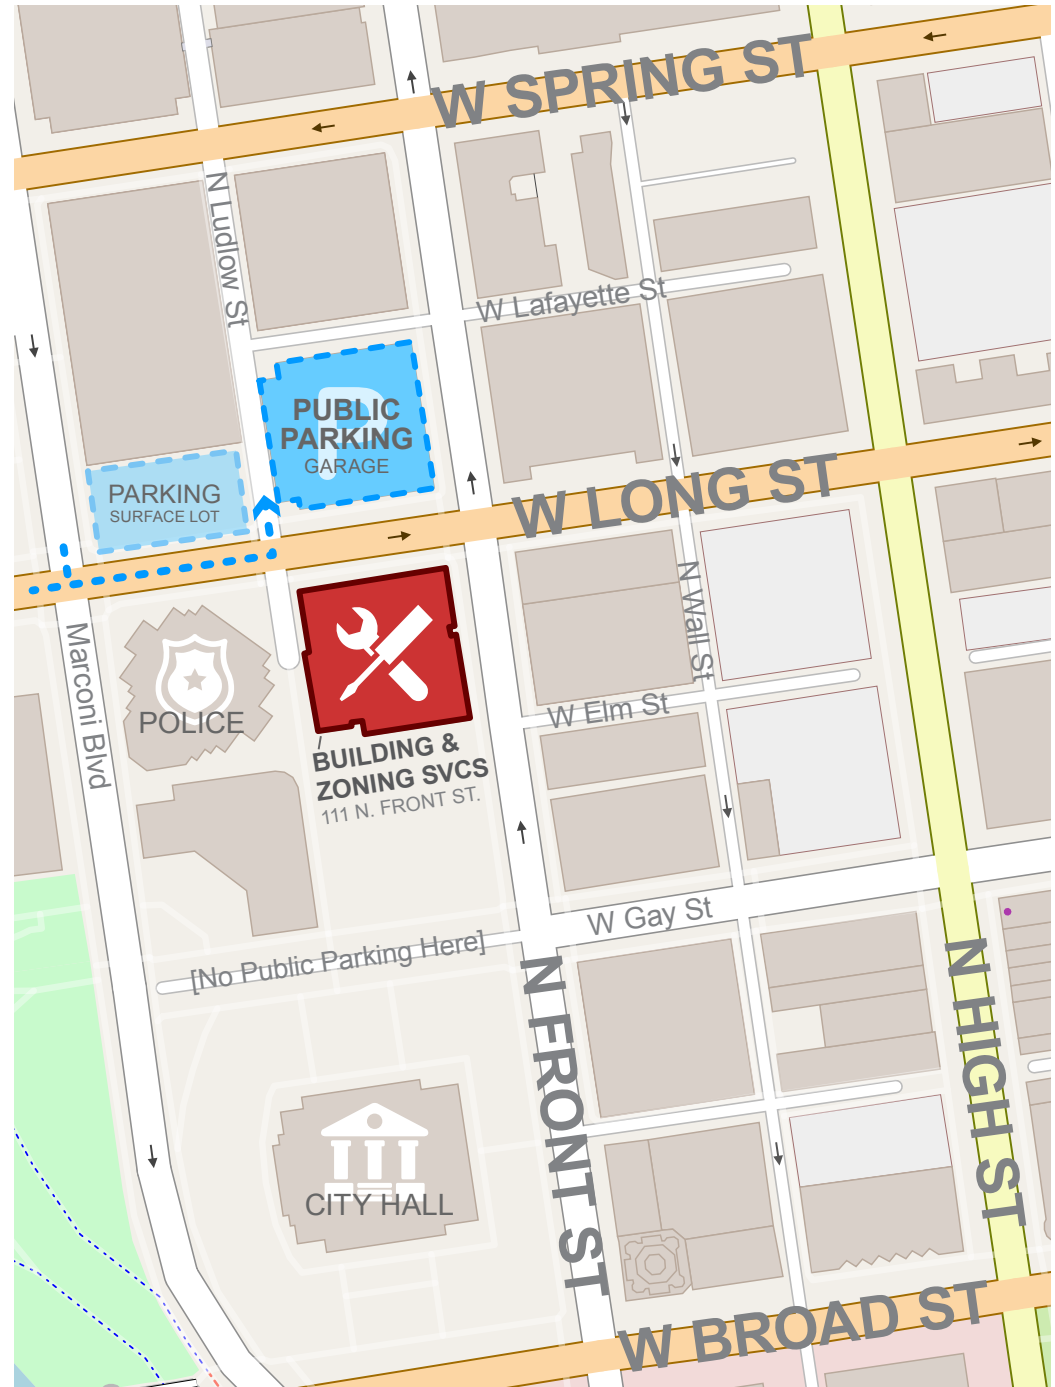 W SPRING ST
N Ludlow St
W Lafayette St
PUBLIC
PARKING
GARAGE
P
PARKING
SURFACE LOT
W LONG ST
N Wall St
Marconi Blvd
POLICE
W Elm St
BUILDING &
ZONING SVCS
111 N. FRONT ST.
W Gay St
[No Public Parking Here]
N FRONT ST
N HIGH ST
CITY HALL
W BROAD ST